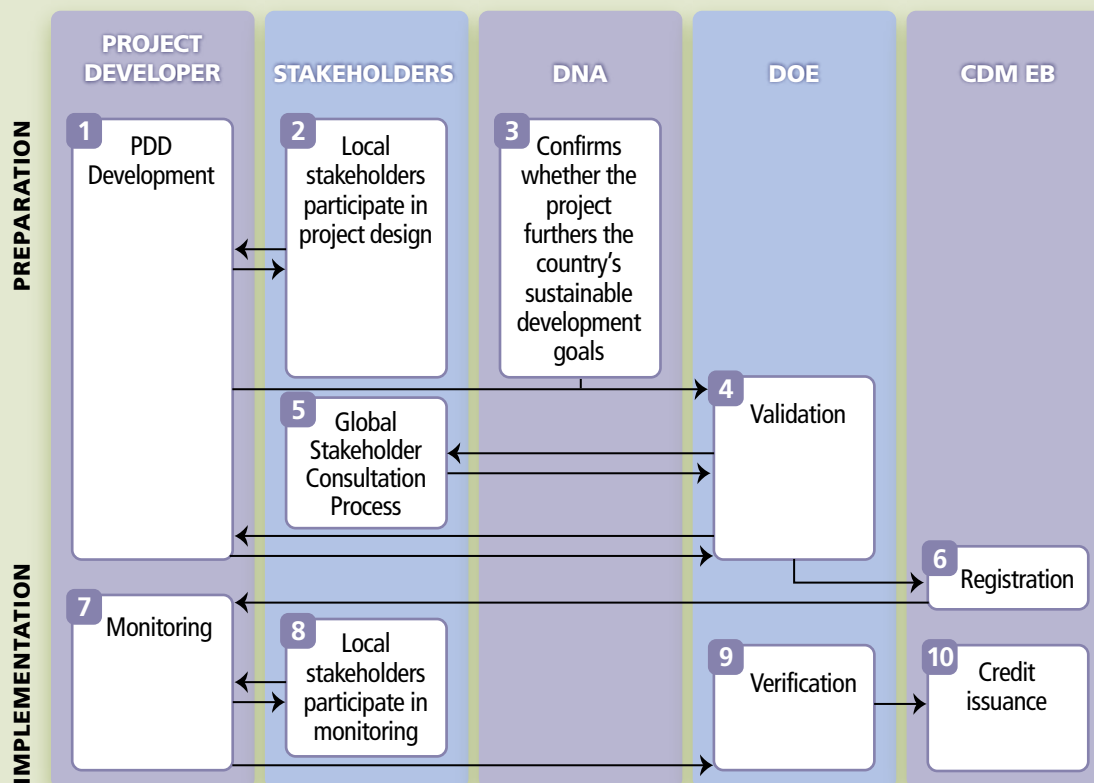 PROJECT
DEVELOPER
STAKEHOLDERS
DNA
DOE
CDM EB
PREPARATION
1
PDD
Development
2
Local
stakeholders
participate in
project design
3
Confirms
whether the
project
furthers the
country's
sustainable
development
goals
4
Validation
5
Global
Stakeholder
Consultation
Process
6
Registration
IMPLEMENTATION
7
Monitoring
8
Local
stakeholders
participate in
monitoring
9
Verification
10
Credit
issuance